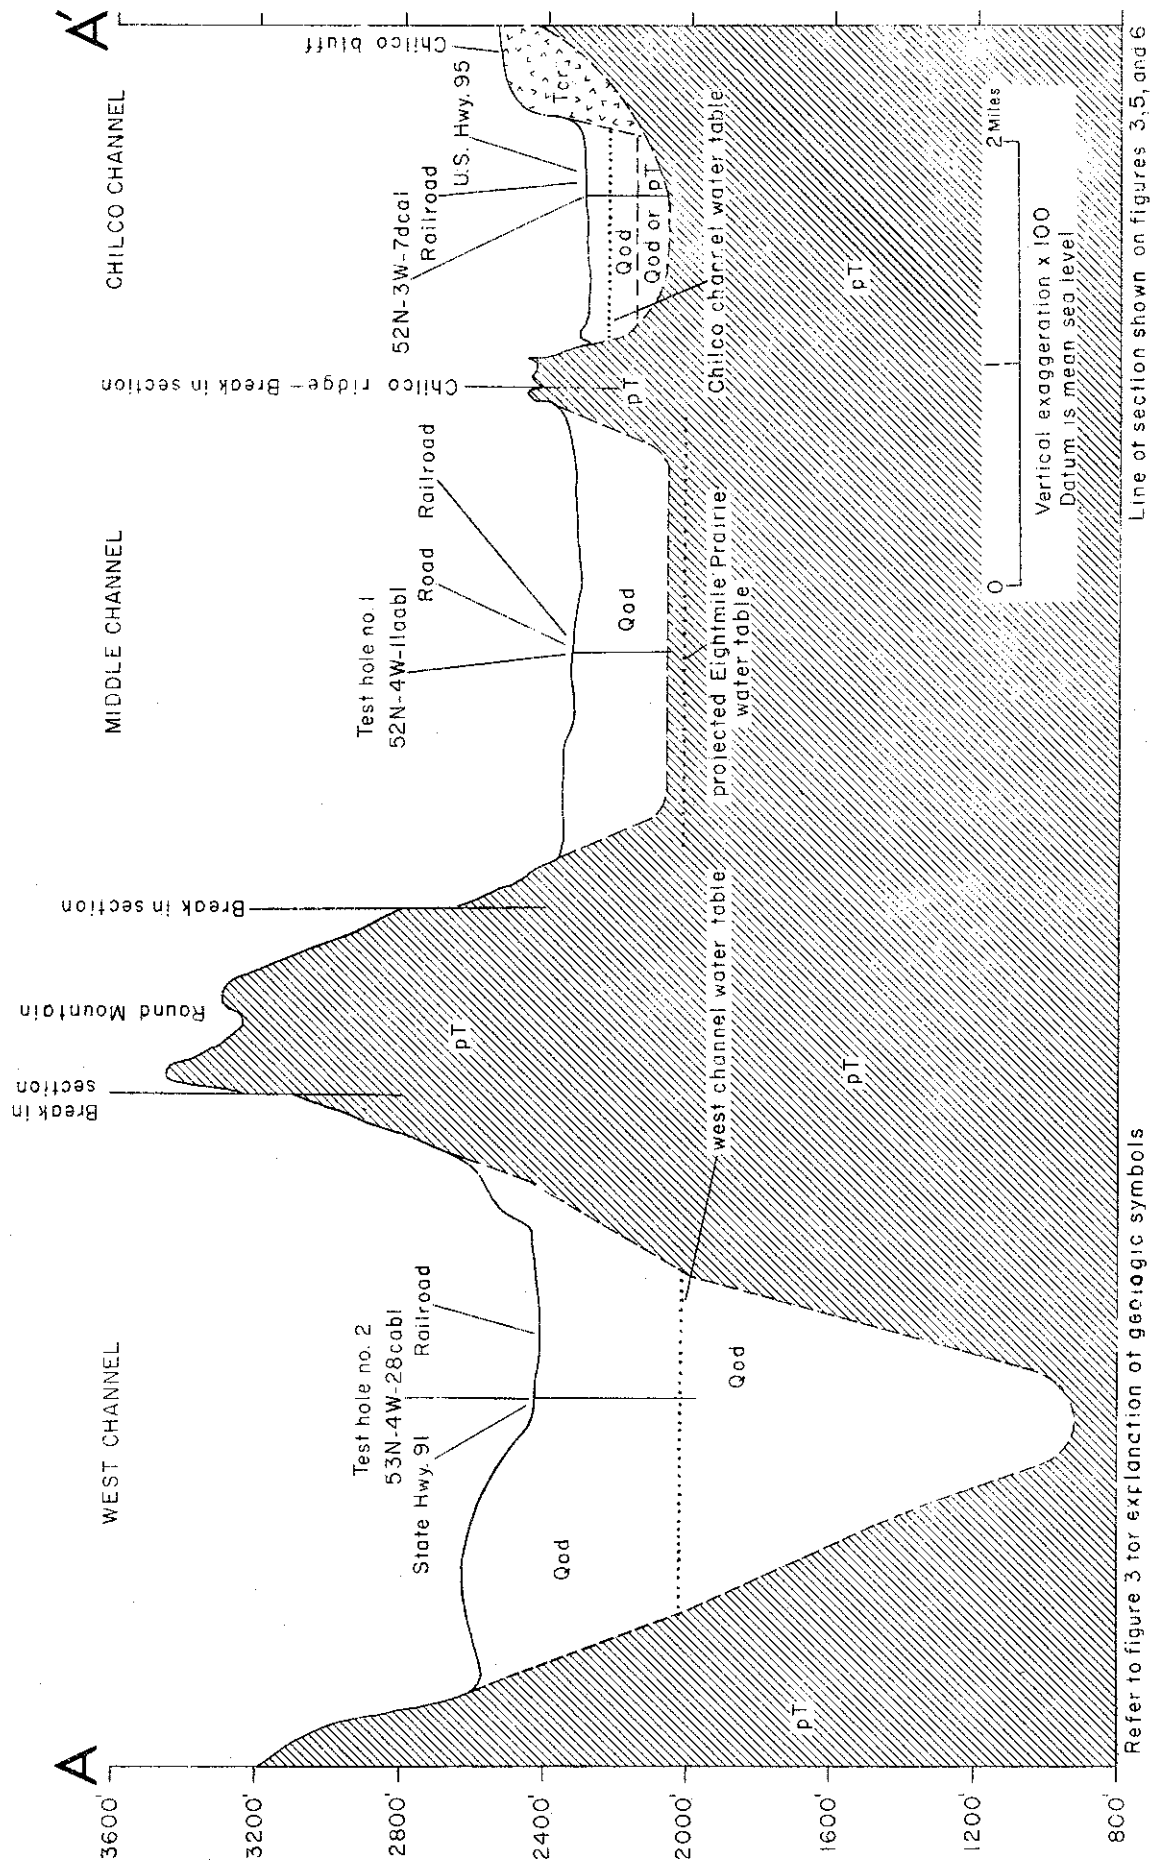 A
A'
WEST CHANNEL
MIDDLE CHANNEL
CHILCO CHANNEL
3600'
3200'
2800'
2400'
2000'
1600'
1200'
800'
Break in
section
Round Mountain
Break in section
Chilco ridge – Break in section
Chilco bluff
Test hole no. 2
53N-4W-28cabl
State Hwy. 91
Railroad
Test hole no. 1
52N-4W-11aabl
Road
Railroad
52N-3W-7dcal
Railroad
U.S. Hwy. 95
Tcr
Qod
Qod
Qod
Qod
Qod or pT
pT
pT
pT
pT
pT
west channel water table
projected Eightmile Prairie
water table
Chilco channel water table
0
1
2 Miles
Vertical exaggeration x 100
Datum is mean sea level
Refer to figure 3 for explanation of geologic symbols
Line of section shown on figures 3, 5, and 6